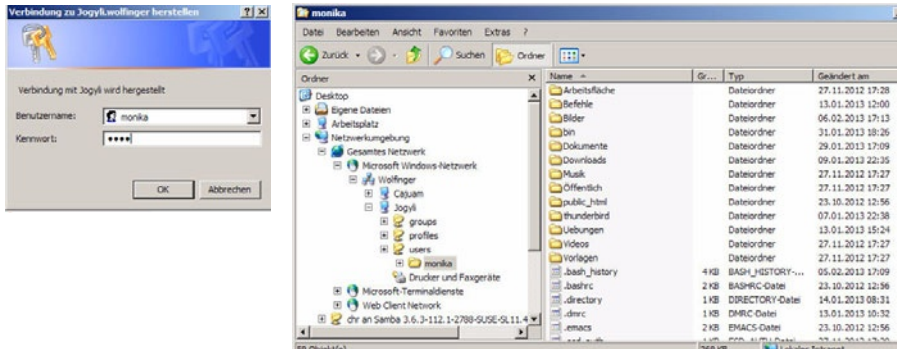 Verbindung zu Jogyli.wolfinger herstellen
Verbindung mit Jogyli wird hergestellt
Benutzername: monika
Kennwort: ••••
OK Abbrechen
monika
Datei Bearbeiten Ansicht Favoriten Extras ?
Zurück Suchen Ordner
Ordner
Desktop
Eigene Dateien
Arbeitsplatz
Netzwerkumgebung
Gesamtes Netzwerk
Microsoft Windows-Netzwerk
Wolfinger
Cajuam
Jogyli
groups
profiles
users
monika
Drucker und Faxgeräte
Microsoft-Terminaldienste
Web Client Network
chr an Samba 3.6.3-112.1-2788-SUSE-SL11.4
Name Gr... Typ Geändert am
Arbeitsfläche Dateiordner 27.11.2012 17:28
Befehle Dateiordner 13.01.2013 12:00
Bilder Dateiordner 06.02.2013 17:13
bin Dateiordner 31.01.2013 18:26
Dokumente Dateiordner 29.01.2013 17:09
Downloads Dateiordner 09.01.2013 22:35
Musik Dateiordner 27.11.2012 17:27
Öffentlich Dateiordner 27.11.2012 17:27
public_html Dateiordner 23.10.2012 12:56
thunderbird Dateiordner 07.01.2013 22:38
Uebungen Dateiordner 13.01.2013 15:24
Videos Dateiordner 27.11.2012 17:27
Vorlagen Dateiordner 27.11.2012 17:27
.bash_history 4 KB BASH_HISTORY-... 05.02.2013 17:09
.bashrc 2 KB BASHRC-Datei 23.10.2012 12:56
.directory 1 KB DIRECTORY-Datei 14.01.2013 08:31
.dmrc 1 KB DMRC-Datei 13.01.2013 10:32
.emacs 2 KB EMACS-Datei 23.10.2012 12:56